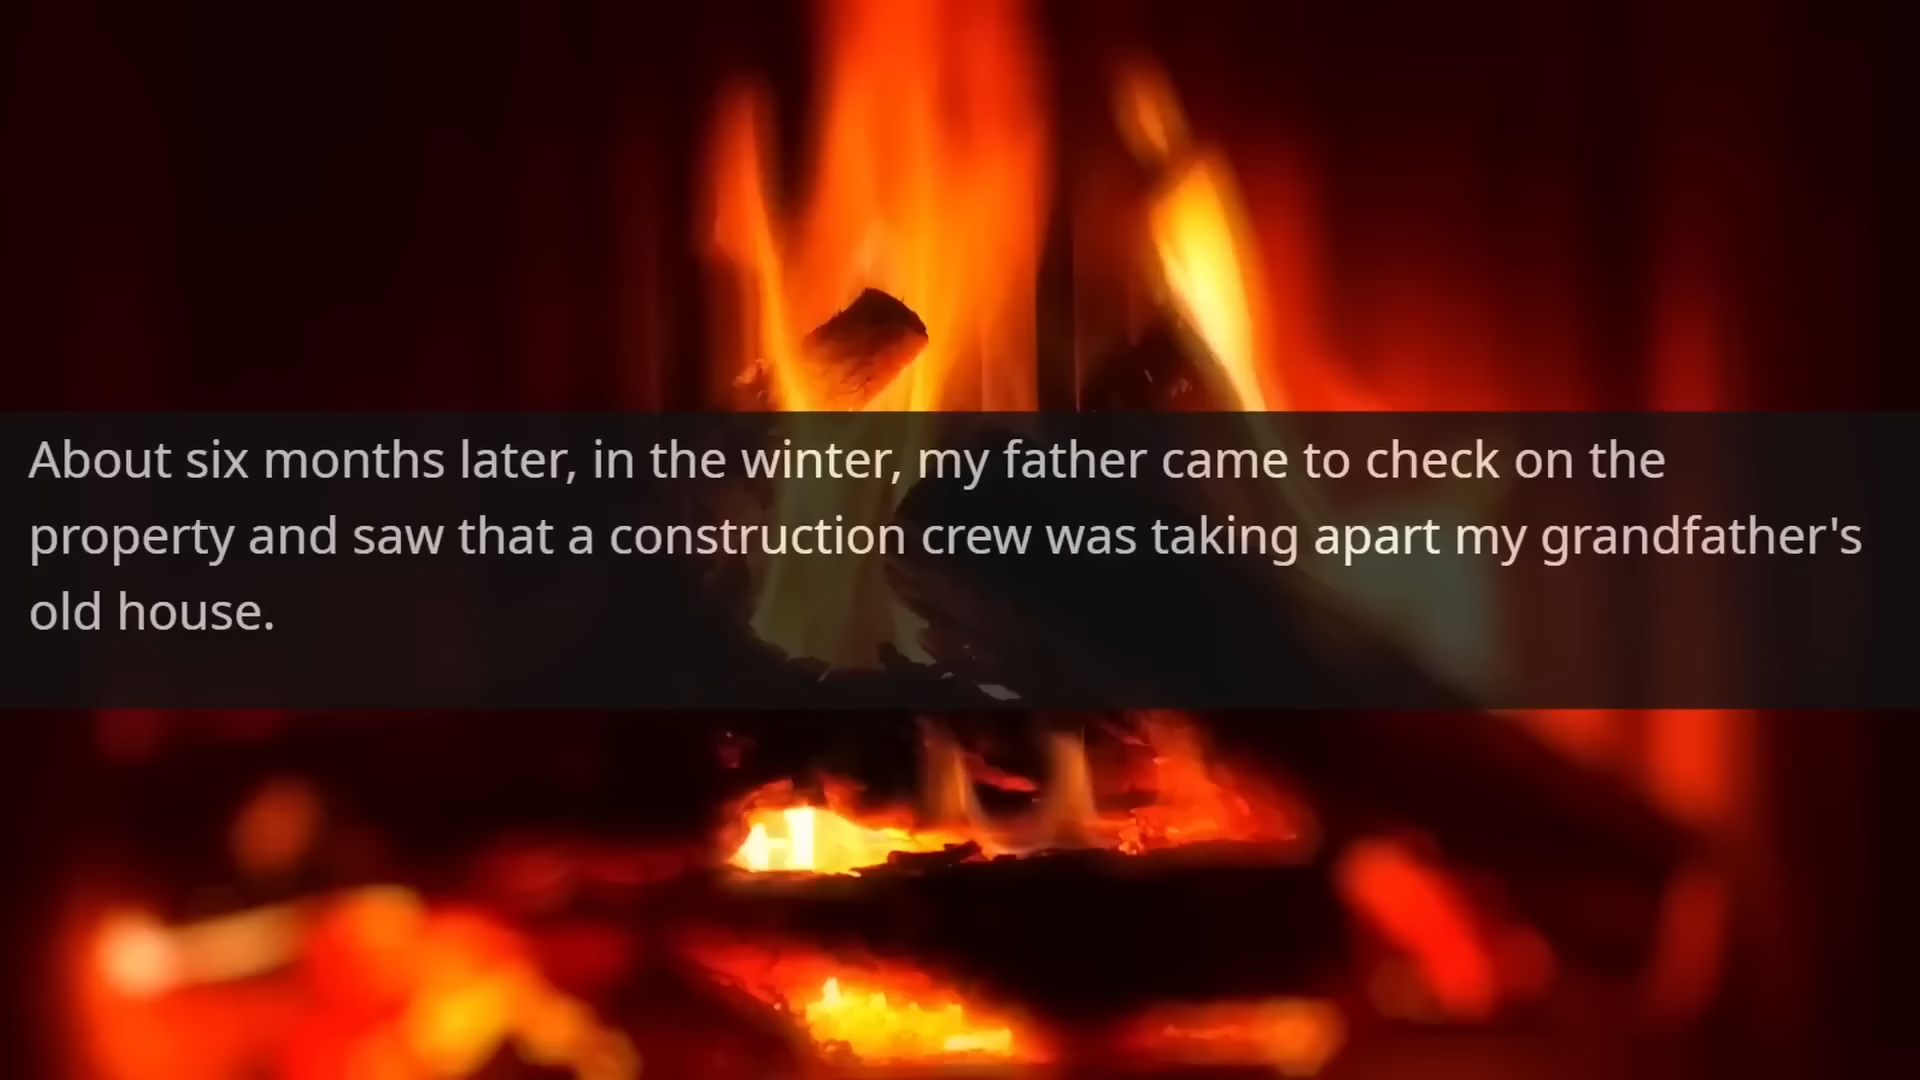 About six months later, in the winter, my father came to check on the
property and saw that a construction crew was taking apart my grandfather's
old house.